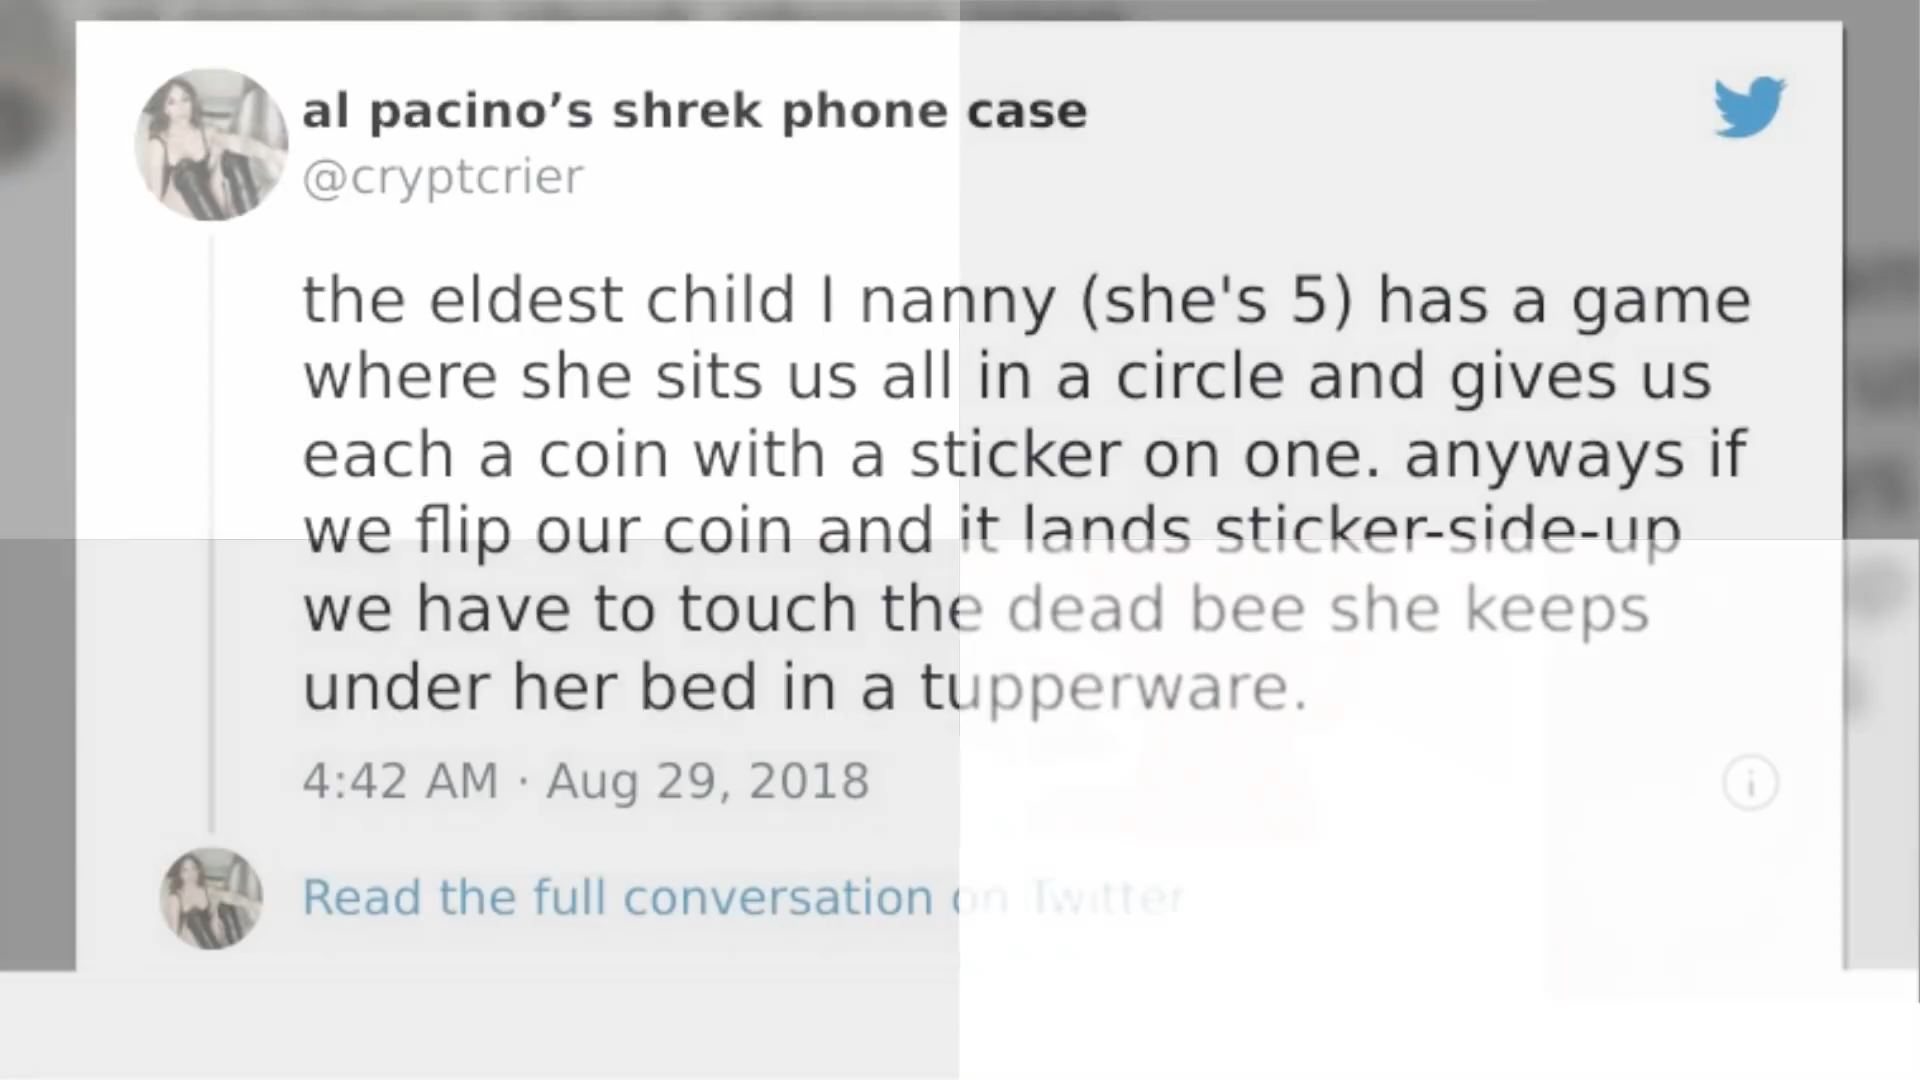 al pacino’s shrek phone case
@cryptcrier
the eldest child I nanny (she's 5) has a game
where she sits us all in a circle and gives us
each a coin with a sticker on one. anyways if
we flip our coin and it lands sticker-side-up
we have to touch the dead bee she keeps
under her bed in a tupperware.
4:42 AM · Aug 29, 2018
Read the full conversation on Twitter